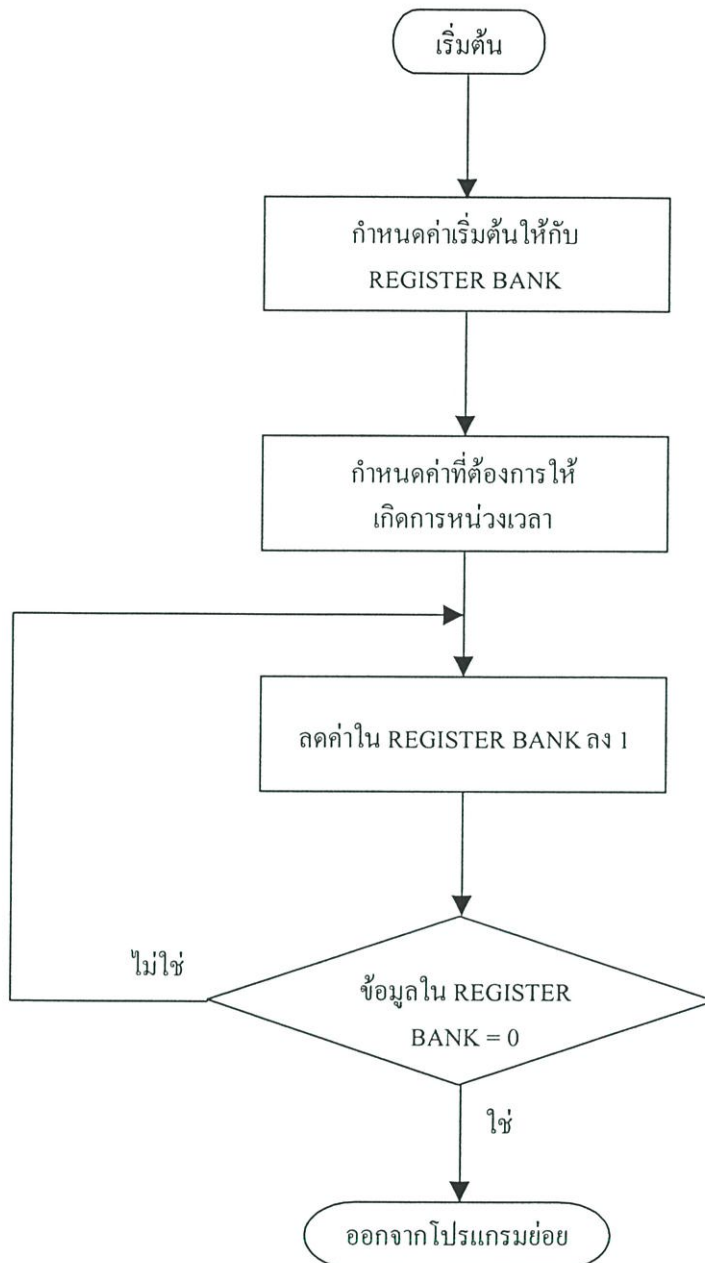 เริ่มต้น
กำหนดค่าเริ่มต้นให้กับ
REGISTER BANK
กำหนดค่าที่ต้องการให้
เกิดการหน่วงเวลา
ลดค่าใน REGISTER BANK ลง 1
ไม่ใช่
ข้อมูลใน REGISTER
BANK = 0
ใช่
ออกจากโปรแกรมย่อย